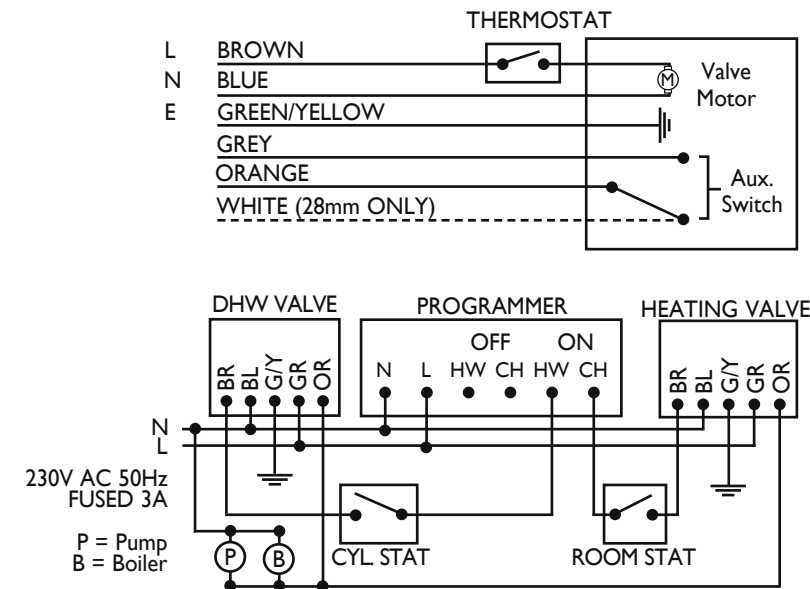 THERMOSTAT
L BROWN
N BLUE
E GREEN/YELLOW
GREY
ORANGE
WHITE (28mm ONLY)
M
Valve
Motor
Aux.
Switch
DHW VALVE PROGRAMMER HEATING VALVE
OFF ON
BR BL G/Y GR OR
N L HW CH HW CH
BR BL G/Y GR OR
N
L
230V AC 50Hz
FUSED 3A
P = Pump
B = Boiler
P B CYL. STAT ROOM STAT